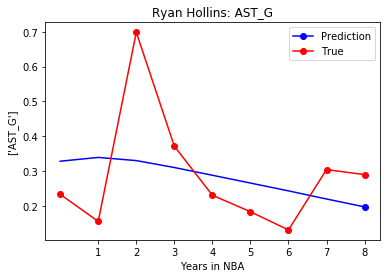 Ryan Hollins: AST_G
Prediction
True
0.7
0.6
0.5
0.4
0.3
0.2
['AST_G']
1 2 3 4 5 6 7 8
Years in NBA